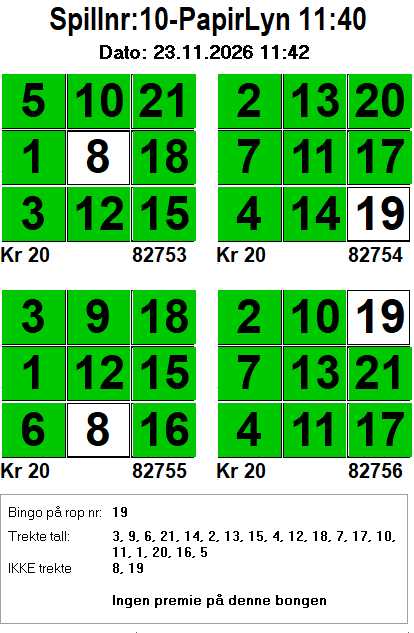 Spillnr:10-PapirLyn 11:40
Dato: 23.11.2026 11:42
5 10 21 2 13 20
1 8 18 7 11 17
3 12 15 4 14 19
Kr 20 82753 Kr 20 82754
3 9 18 2 10 19
1 12 15 7 13 21
6 8 16 4 11 17
Kr 20 82755 Kr 20 82756
Bingo på rop nr: 19
Trekte tall: 3, 9, 6, 21, 14, 2, 13, 15, 4, 12, 18, 7, 17, 10,
11, 1, 20, 16, 5
IKKE trekte 8, 19
Ingen premie på denne bongen